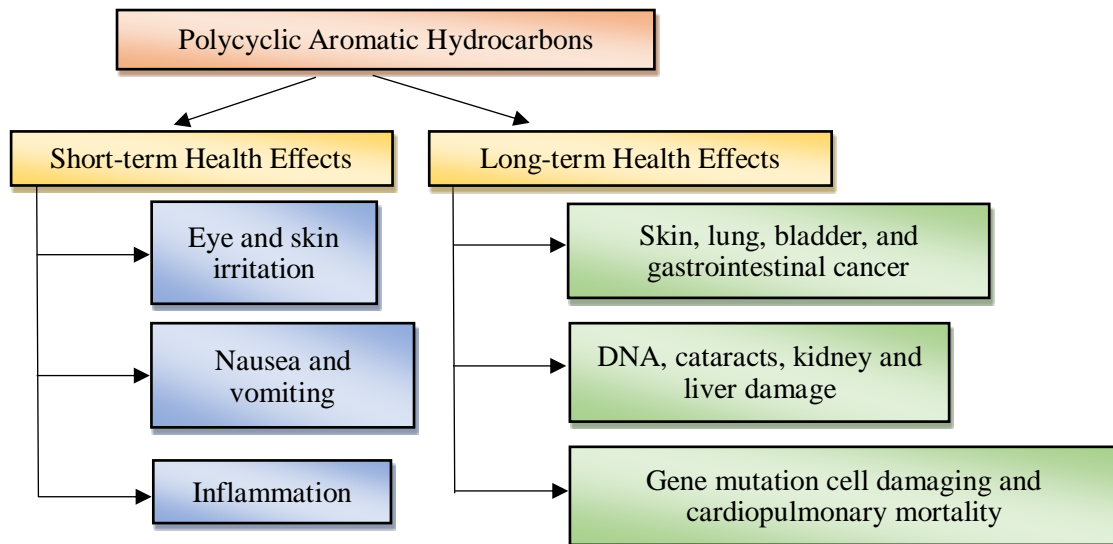 Polycyclic Aromatic Hydrocarbons
Short-term Health Effects
Eye and skin
irritation
Nausea and
vomiting
Inflammation
Long-term Health Effects
Skin, lung, bladder, and
gastrointestinal cancer
DNA, cataracts, kidney and
liver damage
Gene mutation cell damaging and
cardiopulmonary mortality